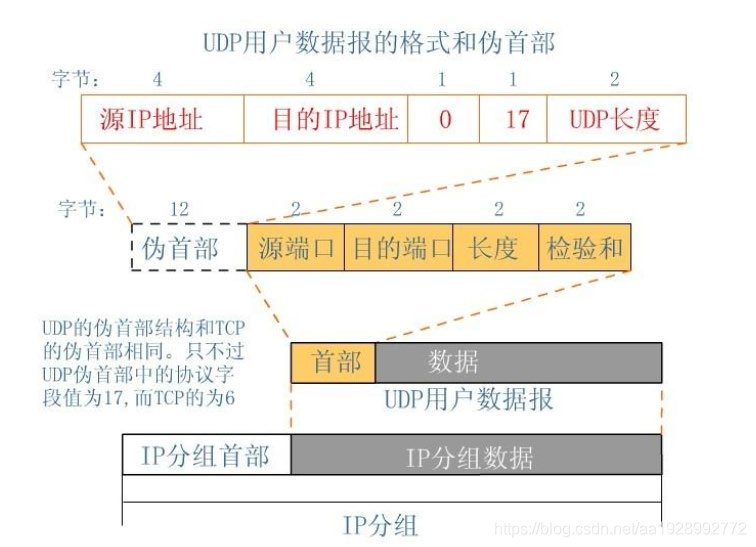 UDP用户数据报的格式和伪首部
字节: 4 4 1 1 2
源IP地址 目的IP地址 0 17 UDP长度
字节: 12 2 2 2 2
伪首部 源端口 目的端口 长度 检验和
UDP的伪首部结构和TCP
的伪首部相同。只不过
UDP伪首部中的协议字
段值为17,而TCP的为6
首部 数据
UDP用户数据报
IP分组首部 IP分组数据
IP分组
https://blog.csdn.net/aa1928992772